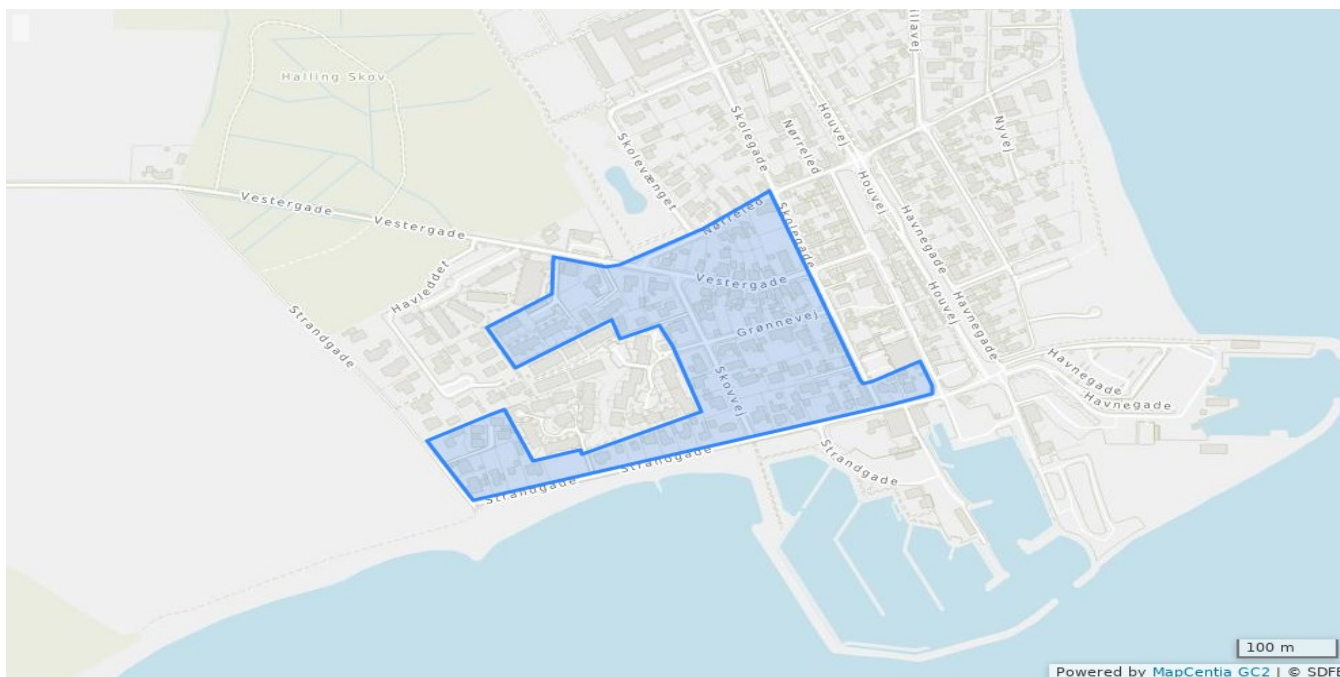 illavej
Halling Skov
Skolegade
Houvej
Nyvej
Nørreled
Skolevænget
Vestergade
Vestergade
Nørreled
Skolegade
Houvej
Havnegade
Havleddet
Vestergade
Strandgade
Grønnevej
Houvej
Havnegade
Skovvej
Havnegade
Havnegade
Strandgade
Strandgade
Strandgade
100 m
Powered by MapCentia GC2 | © SDFE